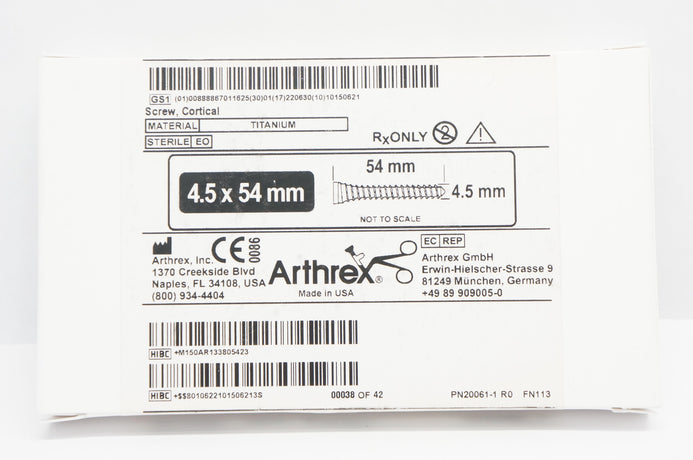 GS1 (01)00888867011625(30)01(17)220630(10)10150621
Screw, Cortical
MATERIAL TITANIUM
STERILE EO
RxONLY
4.5 x 54 mm
54 mm
4.5 mm
NOT TO SCALE
Arthrex, Inc.
1370 Creekside Blvd
Naples, FL 34108, USA
(800) 934-4404
CE 0086
Arthrex®
Made in USA
EC REP
Arthrex GmbH
Erwin-Hielscher-Strasse 9
81249 München, Germany
+49 89 909005-0
HIBC +M150AR133805423
HIBC +$$8010622101506213S
00038 OF 42
PN20061-1 R0 FN113